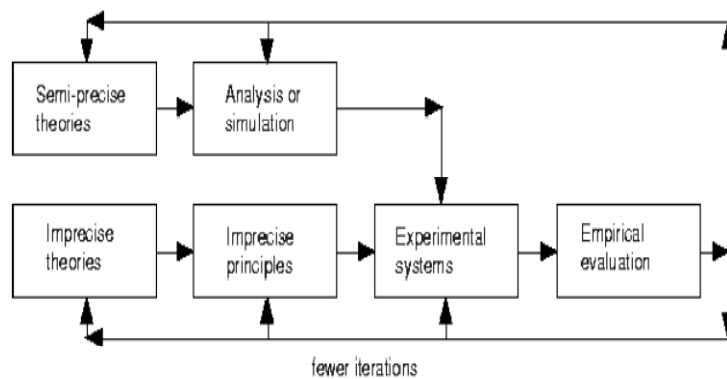 Semi-precise
theories
Analysis or
simulation
Imprecise
theories
Imprecise
principles
Experimental
systems
Empirical
evaluation
fewer iterations